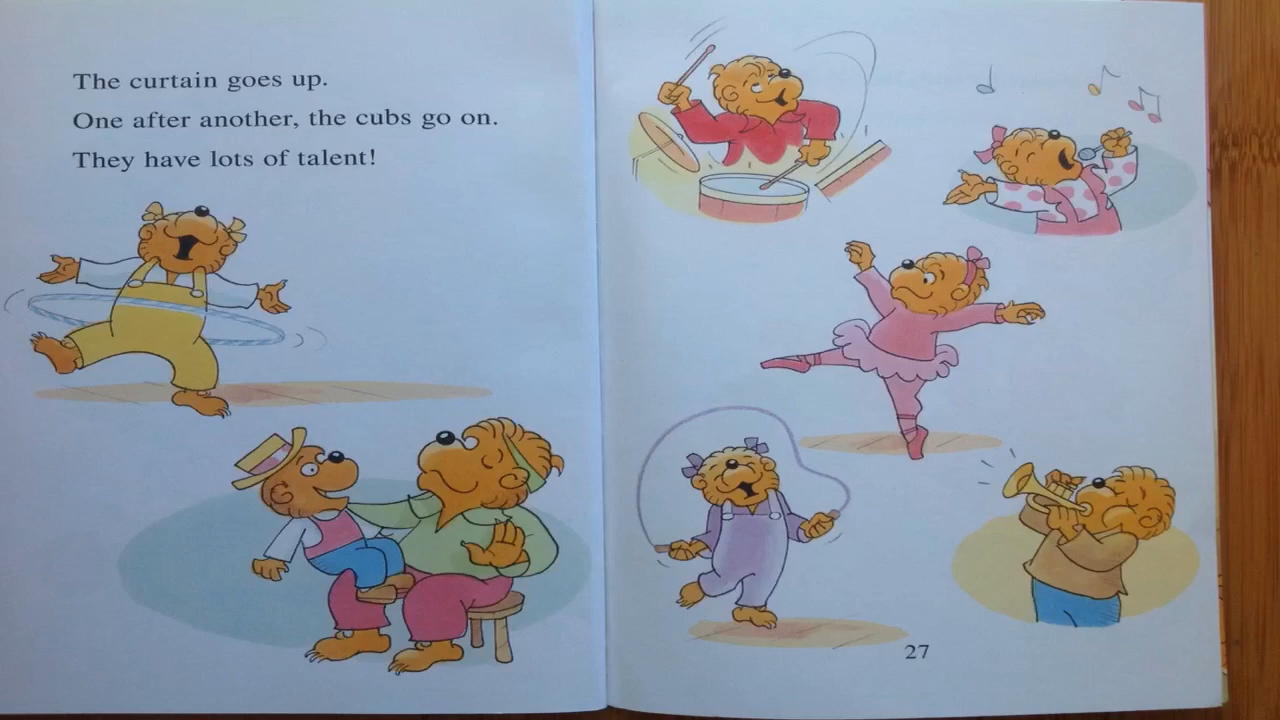 The curtain goes up.
One after another, the cubs go on.
They have lots of talent!
27